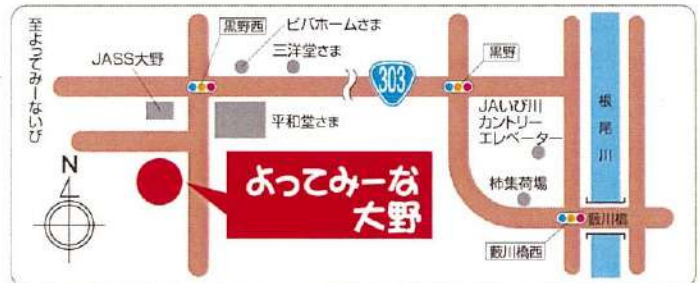 至よってみーないび
JASS大野
黒野西
ビバホームさま
三洋堂さま
平和堂さま
303
黒野
JAいび川
カントリー
エレベーター
柿集荷場
根尾川
藪川橋
藪川橋西
N
よってみーな
大野